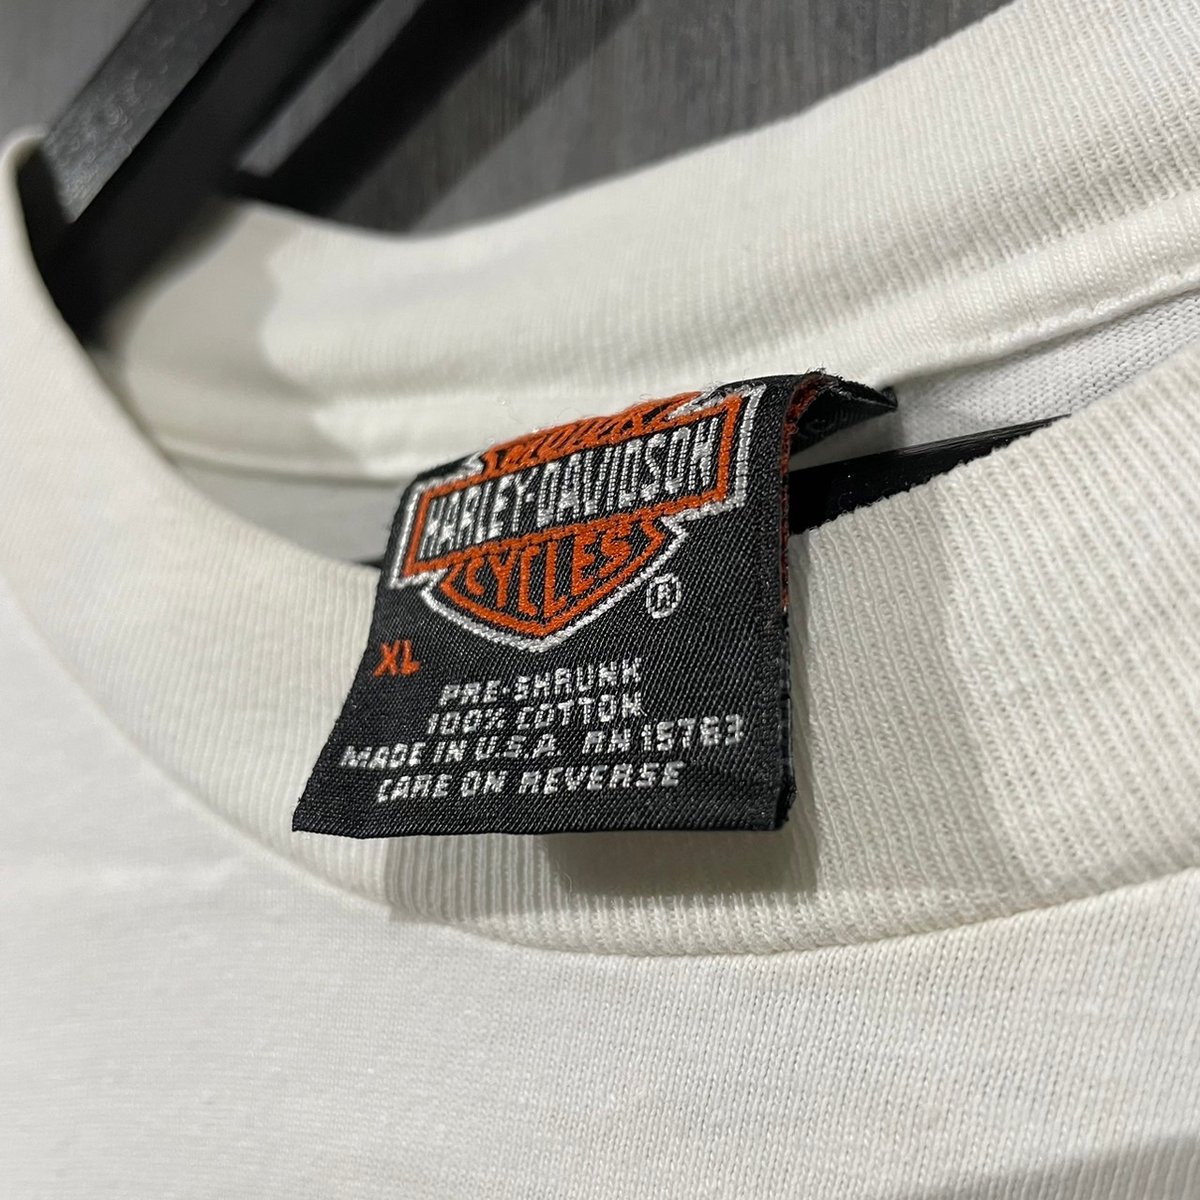 HARLEY-DAVIDSON
CYCLES
®
XL
PRE-SHRUNK
100% COTTON
MADE IN U.S.A. RN 15763
CARE ON REVERSE